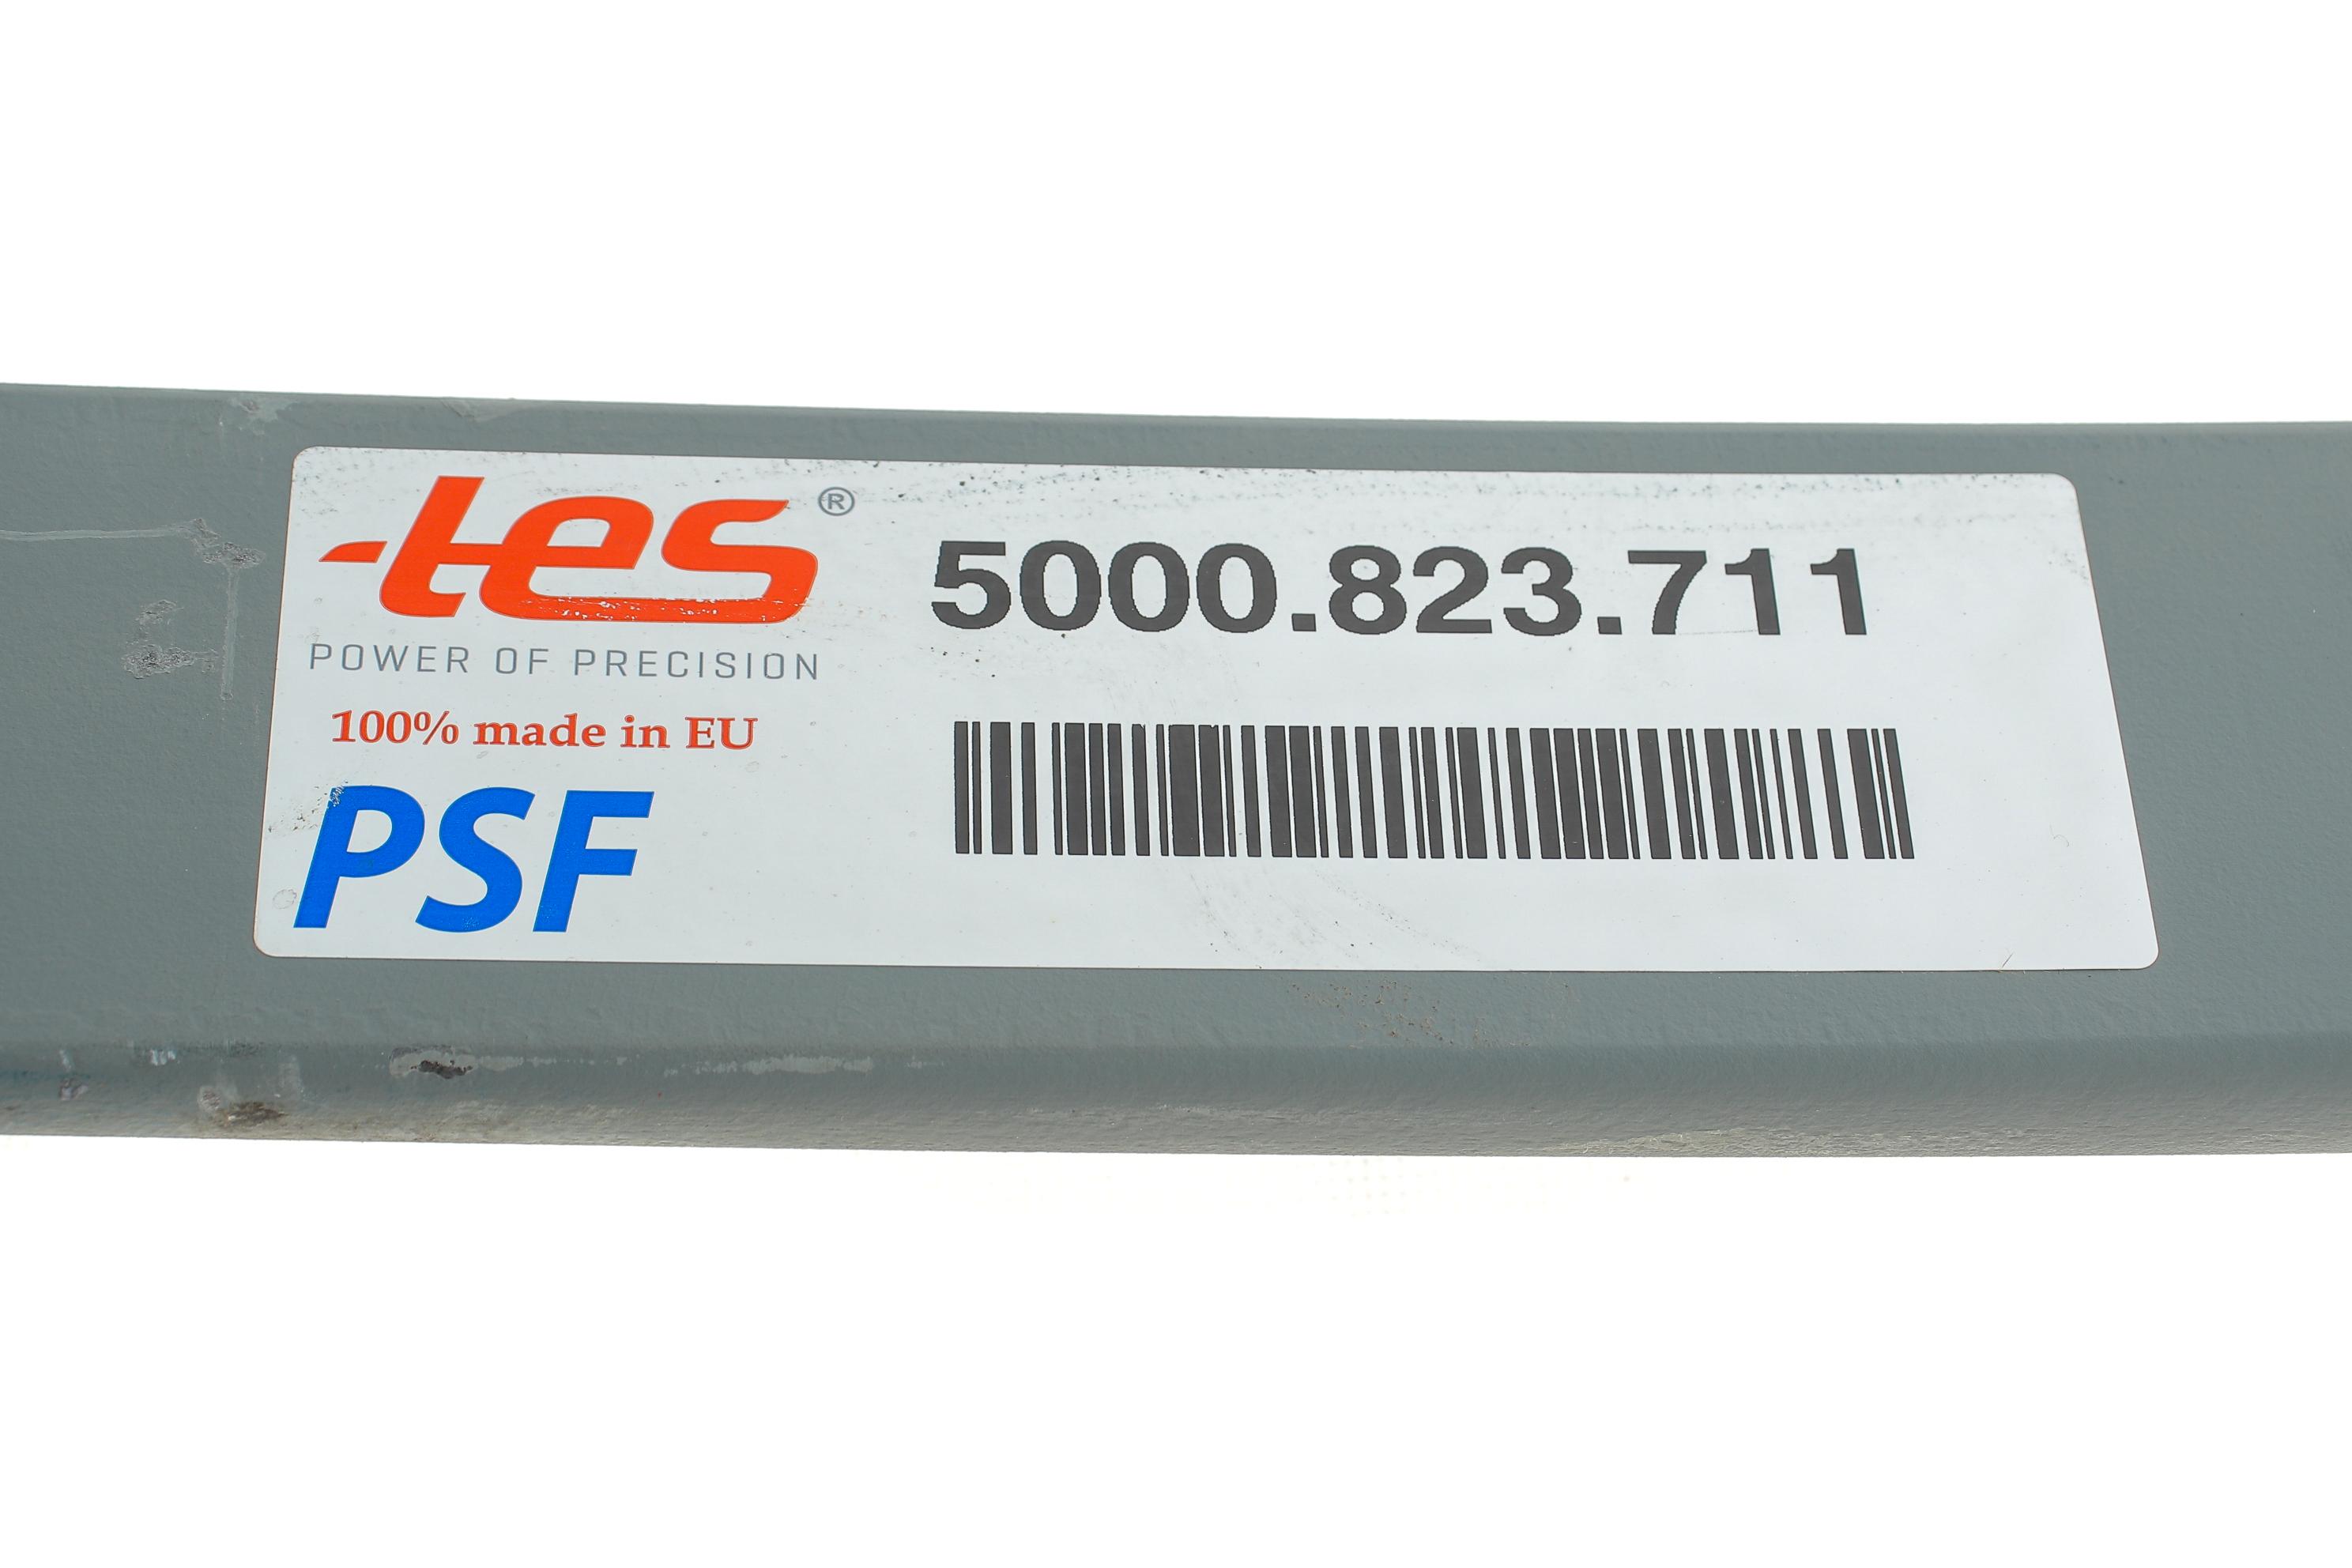 tes®
POWER OF PRECISION
100% made in EU
PSF
5000.823.711